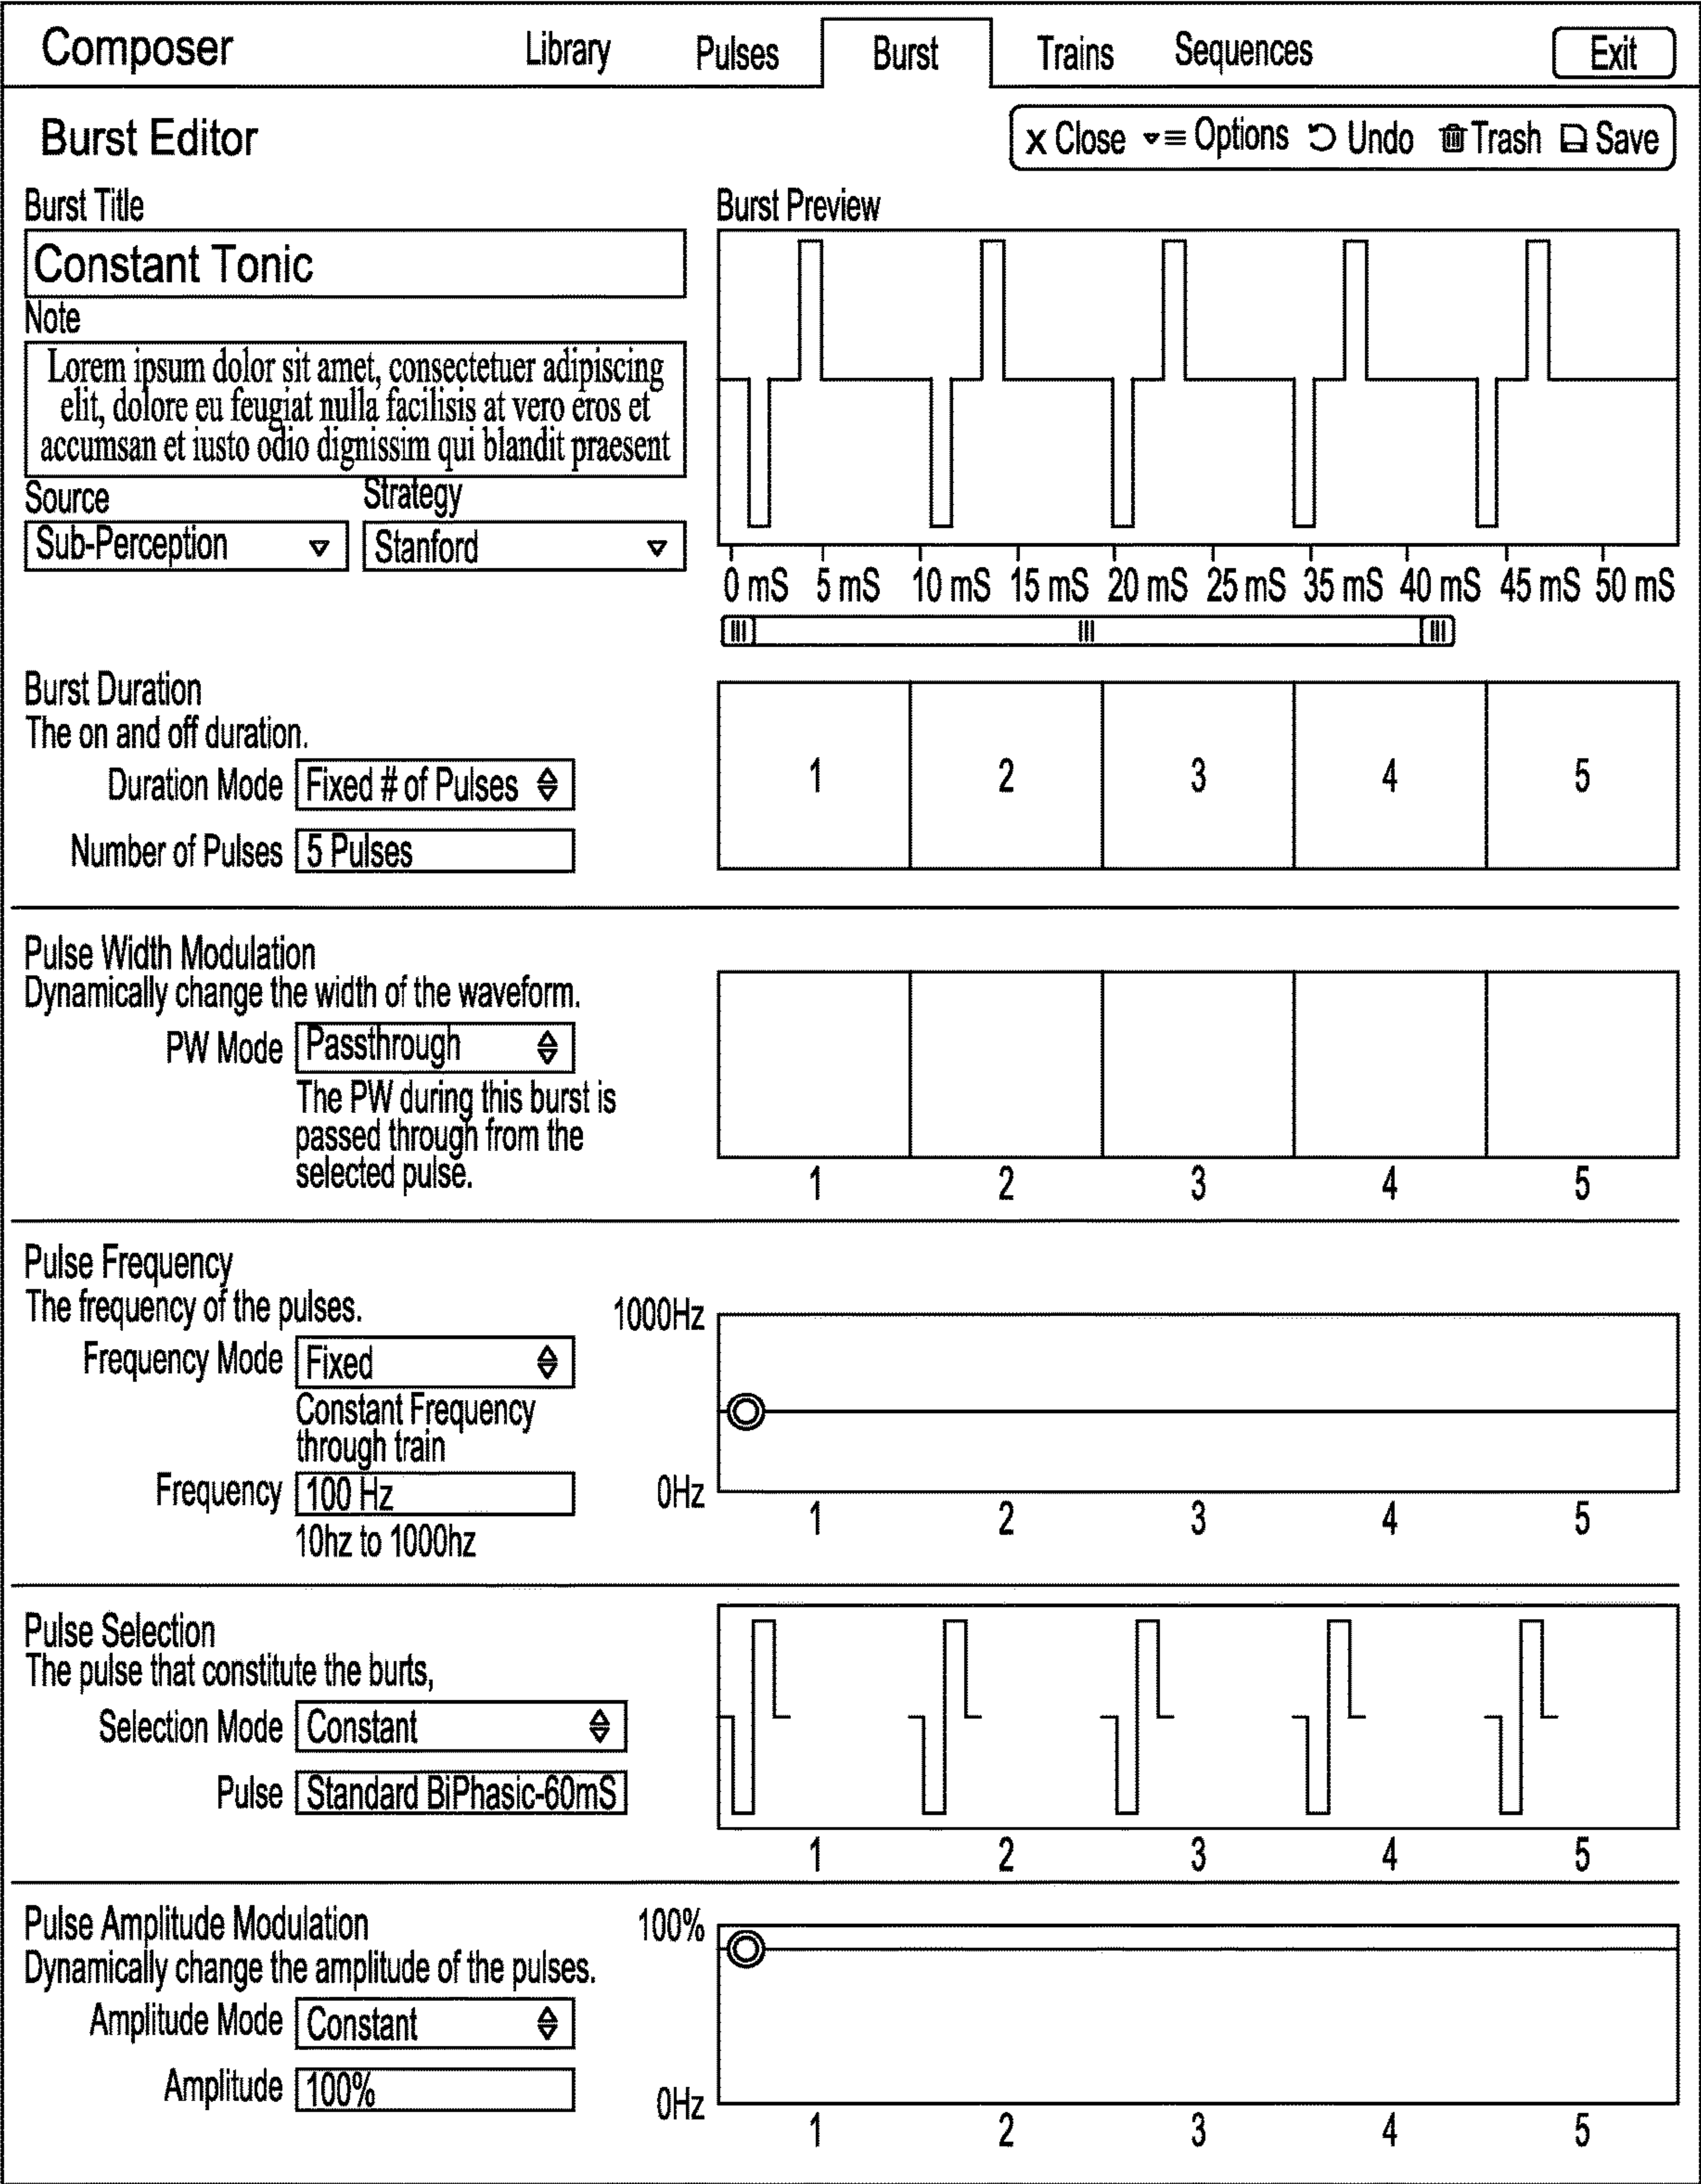 Composer Library Pulses Burst Trains Sequences Exit
Burst Editor
X Close Options Undo Trash Save
Burst Title
Constant Tonic
Note
Lorem ipsum dolor sit amet, consectetuer adipiscing
elit, dolore eu feugiat nulla facilisis at vero eros et
accumsan et iusto odio dignissim qui blandit praesent
Source Strategy
Sub-Perception Stanford
Burst Preview
0 mS 5 mS 10 mS 15 mS 20 mS 25 mS 35 mS 40 mS 45 mS 50 mS
Burst Duration
The on and off duration.
Duration Mode Fixed # of Pulses
Number of Pulses 5 Pulses
1 2 3 4 5
Pulse Width Modulation
Dynamically change the width of the waveform.
PW Mode Passthrough
The PW during this burst is
passed through from the
selected pulse.
1 2 3 4 5
Pulse Frequency
The frequency of the pulses.
Frequency Mode Fixed
Constant Frequency
through train
Frequency 100 Hz
10hz to 1000hz
1000Hz
0Hz
1 2 3 4 5
Pulse Selection
The pulse that constitute the burts,
Selection Mode Constant
Pulse Standard BiPhasic-60mS
1 2 3 4 5
Pulse Amplitude Modulation
Dynamically change the amplitude of the pulses.
Amplitude Mode Constant
Amplitude 100%
100%
0Hz
1 2 3 4 5